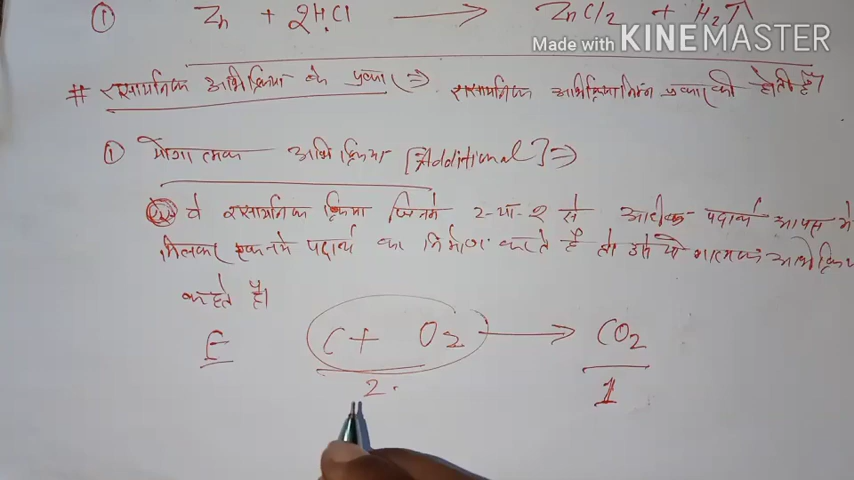 ① Zn + 2HCl ⟶ ZnCl2 + H2↑
Made with KINEMASTER
# रासायनिक अभिक्रिया के प्रकार ⇒ रासायनिक अभिक्रिया निम्न प्रकार की होती है।
① योगात्मक अभिक्रिया [Additional] ⇒
वे रासायनिक क्रिया जिनमे 2 या 2 से अधिक पदार्थ आपस मे
मिलकर एक नये पदार्थ का निर्माण करते है तो उसे योगात्मक अभिक्रिया
कहते है।
E C + O2 ⟶ CO2
2 1